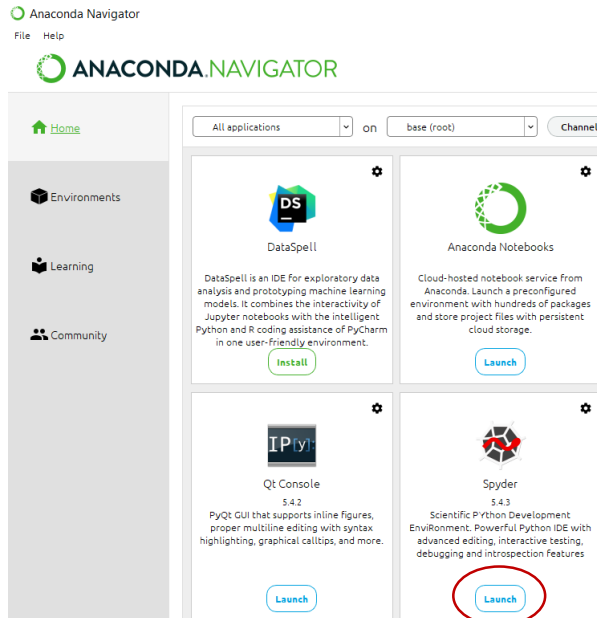 Anaconda Navigator
File Help
ANACONDA.NAVIGATOR
Home
Environments
Learning
Community
All applications on base (root) Channel
DS
DataSpell
DataSpell is an IDE for exploratory data
analysis and prototyping machine learning
models. It combines the interactivity of
Jupyter notebooks with the intelligent
Python and R coding assistance of PyCharm
in one user-friendly environment.
Install
Anaconda Notebooks
Cloud-hosted notebook service from
Anaconda. Launch a preconfigured
environment with hundreds of packages
and store project files with persistent
cloud storage.
Launch
IP[y]:
Qt Console
5.4.2
PyQt GUI that supports inline figures,
proper multiline editing with syntax
highlighting, graphical calltips, and more.
Launch
Spyder
5.4.3
Scientific PYthon Development
EnviRonment. Powerful Python IDE with
advanced editing, interactive testing,
debugging and introspection features
Launch